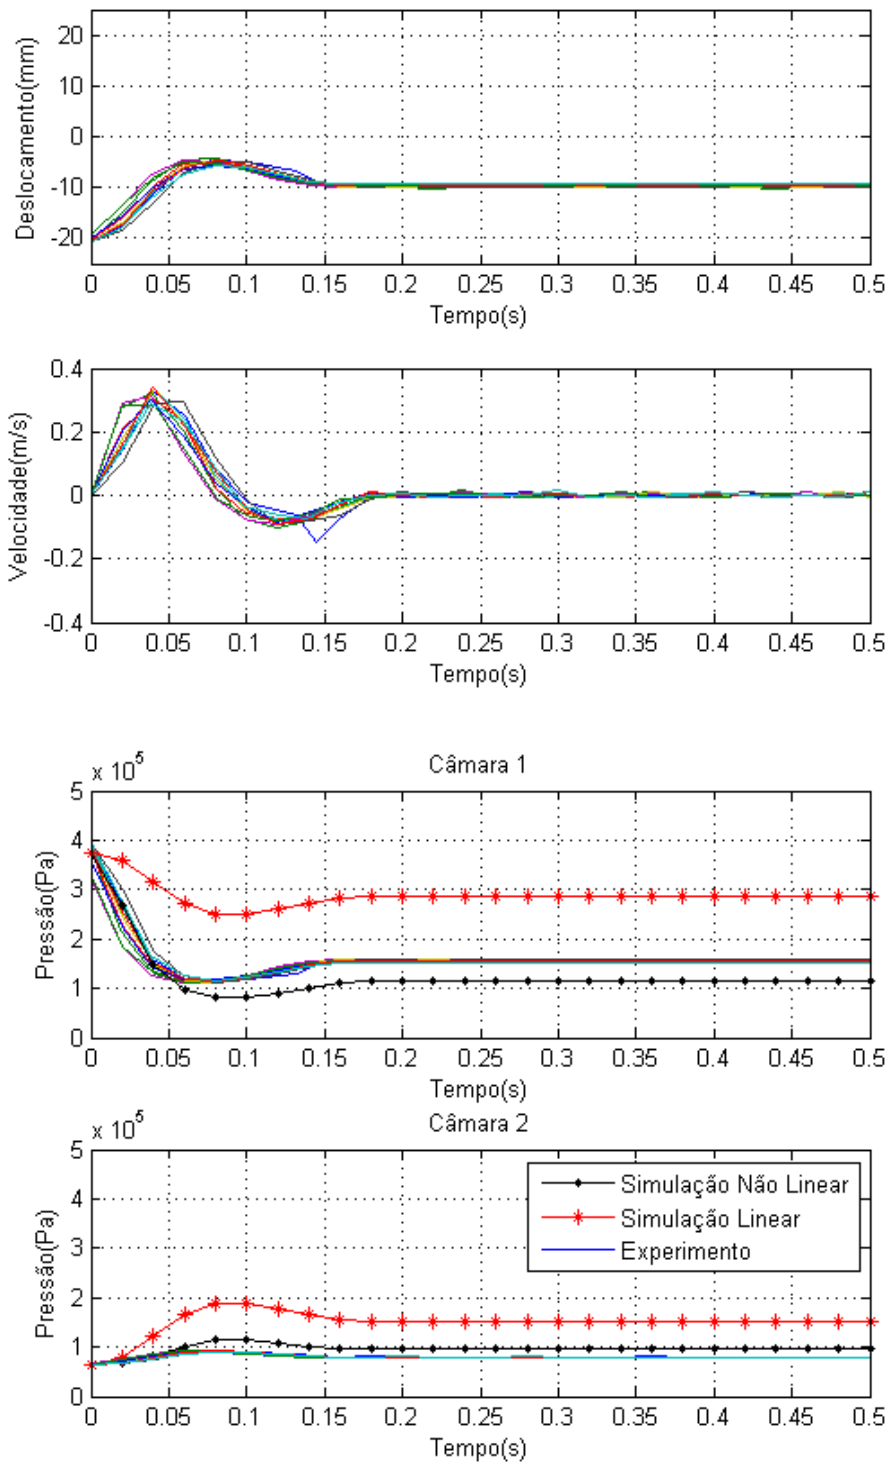 20
10
0
-10
-20
Deslocamento(mm)
0 0.05 0.1 0.15 0.2 0.25 0.3 0.35 0.4 0.45 0.5
Tempo(s)
0.4
0.2
0
-0.2
-0.4
Velocidade(m/s)
0 0.05 0.1 0.15 0.2 0.25 0.3 0.35 0.4 0.45 0.5
Tempo(s)
Câmara 1
x 10^5
5
4
3
2
1
0
Pressão(Pa)
0 0.05 0.1 0.15 0.2 0.25 0.3 0.35 0.4 0.45 0.5
Tempo(s)
Câmara 2
x 10^5
5
4
3
2
1
0
Pressão(Pa)
Simulação Não Linear
Simulação Linear
Experimento
0 0.05 0.1 0.15 0.2 0.25 0.3 0.35 0.4 0.45 0.5
Tempo(s)